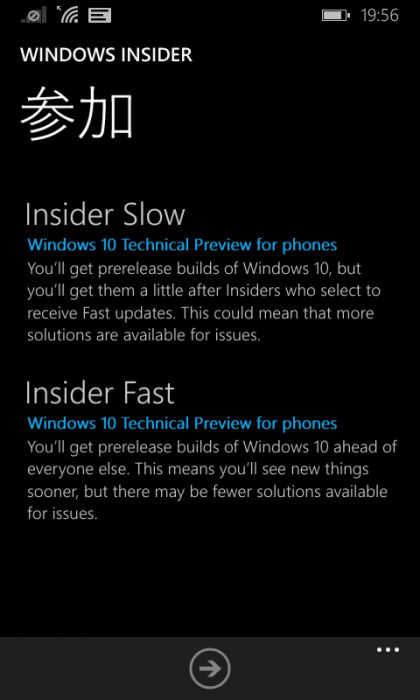 19:56
WINDOWS INSIDER
参加
Insider Slow
Windows 10 Technical Preview for phones
You'll get prerelease builds of Windows 10, but
you'll get them a little after Insiders who select to
receive Fast updates. This could mean that more
solutions are available for issues.
Insider Fast
Windows 10 Technical Preview for phones
You'll get prerelease builds of Windows 10 ahead of
everyone else. This means you'll see new things
sooner, but there may be fewer solutions available
for issues.